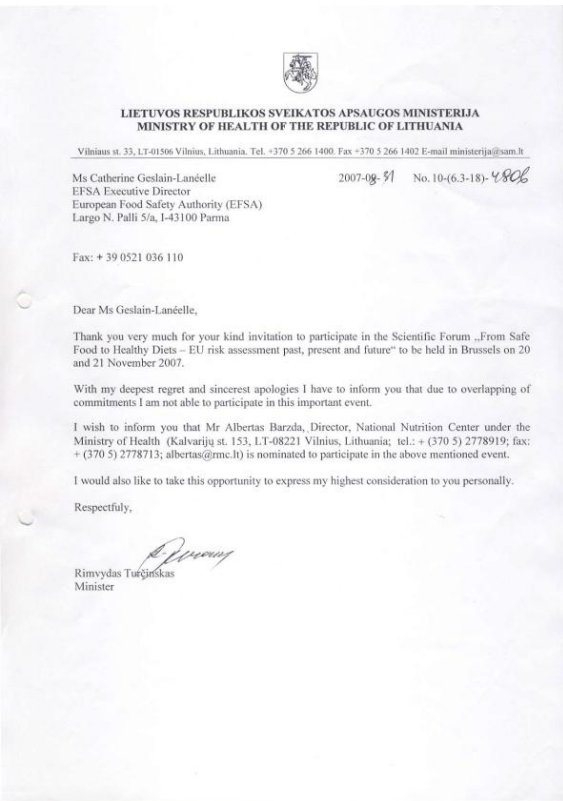 LIETUVOS RESPUBLIKOS SVEIKATOS APSAUGOS MINISTERIJA
MINISTRY OF HEALTH OF THE REPUBLIC OF LITHUANIA
Vilniaus st. 33, LT-01506 Vilnius, Lithuania. Tel. +370 5 266 1400. Fax +370 5 266 1402 E-mail ministerija@sam.lt
Ms Catherine Geslain-Lanéelle 2007-08-31 No. 10-(6.3-18)-4806
EFSA Executive Director
European Food Safety Authority (EFSA)
Largo N. Palli 5/a, I-43100 Parma
Fax: + 39 0521 036 110
Dear Ms Geslain-Lanéelle,
Thank you very much for your kind invitation to participate in the Scientific Forum „From Safe
Food to Healthy Diets – EU risk assessment past, present and future“ to be held in Brussels on 20
and 21 November 2007.
With my deepest regret and sincerest apologies I have to inform you that due to overlapping of
commitments I am not able to participate in this important event.
I wish to inform you that Mr Albertas Barzda, Director, National Nutrition Center under the
Ministry of Health (Kalvarijų st. 153, LT-08221 Vilnius, Lithuania; tel.: + (370 5) 2778919; fax:
+ (370 5) 2778713; albertas@rmc.lt) is nominated to participate in the above mentioned event.
I would also like to take this opportunity to express my highest consideration to you personally.
Respectfuly,
Rimvydas Turčinskas
Minister